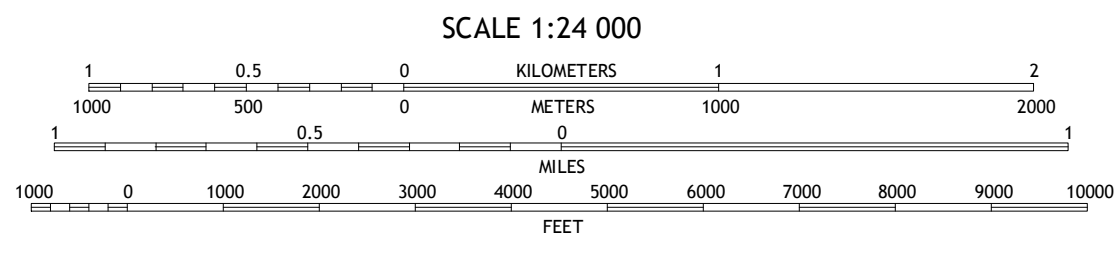 SCALE 1:24 000
1 0.5 0 KILOMETERS 1 2
1000 500 0 METERS 1000 2000
1 0.5 0 1
MILES
1000 0 1000 2000 3000 4000 5000 6000 7000 8000 9000 10000
FEET